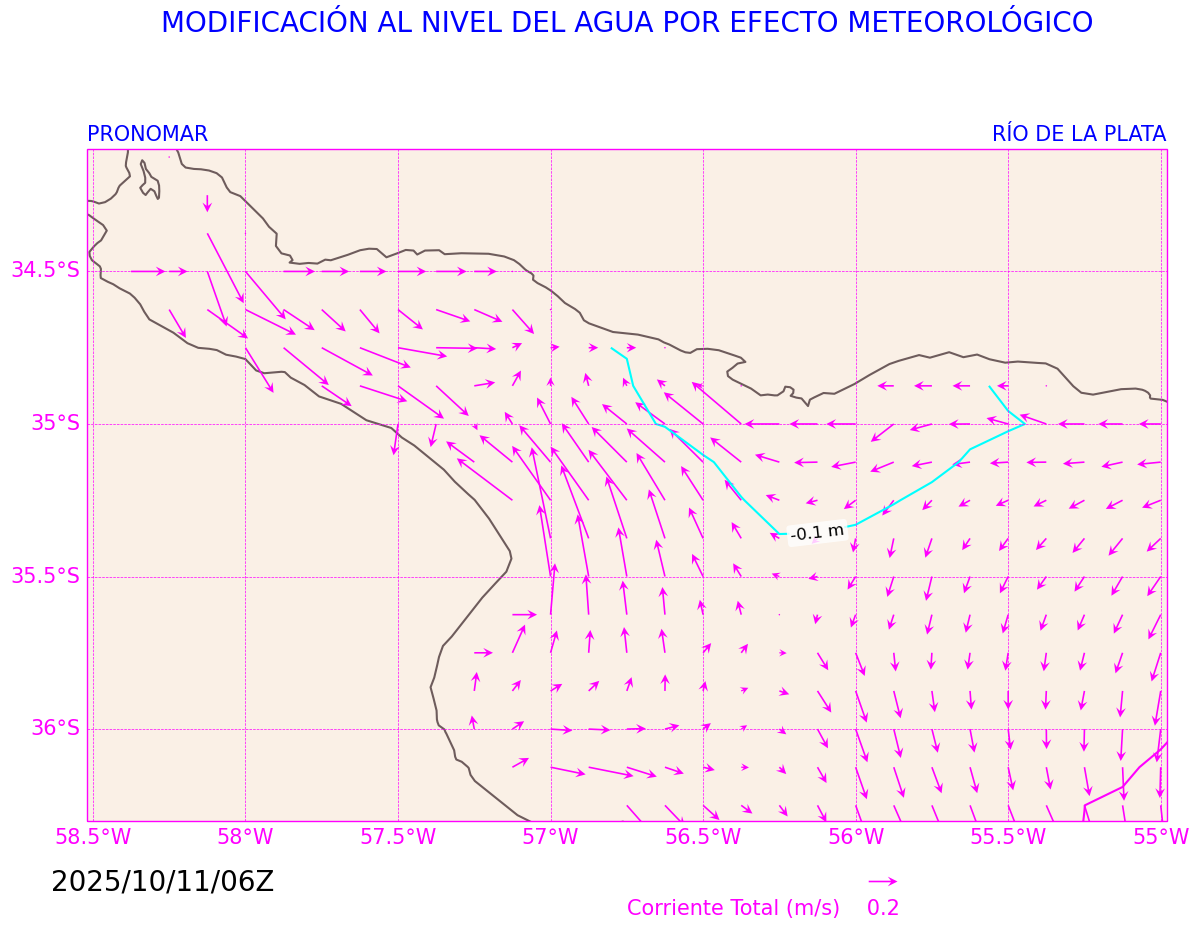 MODIFICACIÓN AL NIVEL DEL AGUA POR EFECTO METEOROLÓGICO
PRONOMAR RÍO DE LA PLATA
34.5°S
35°S
-0.1 m
35.5°S
36°S
58.5°W 58°W 57.5°W 57°W 56.5°W 56°W 55.5°W 55°W
2025/10/11/06Z
Corriente Total (m/s) 0.2